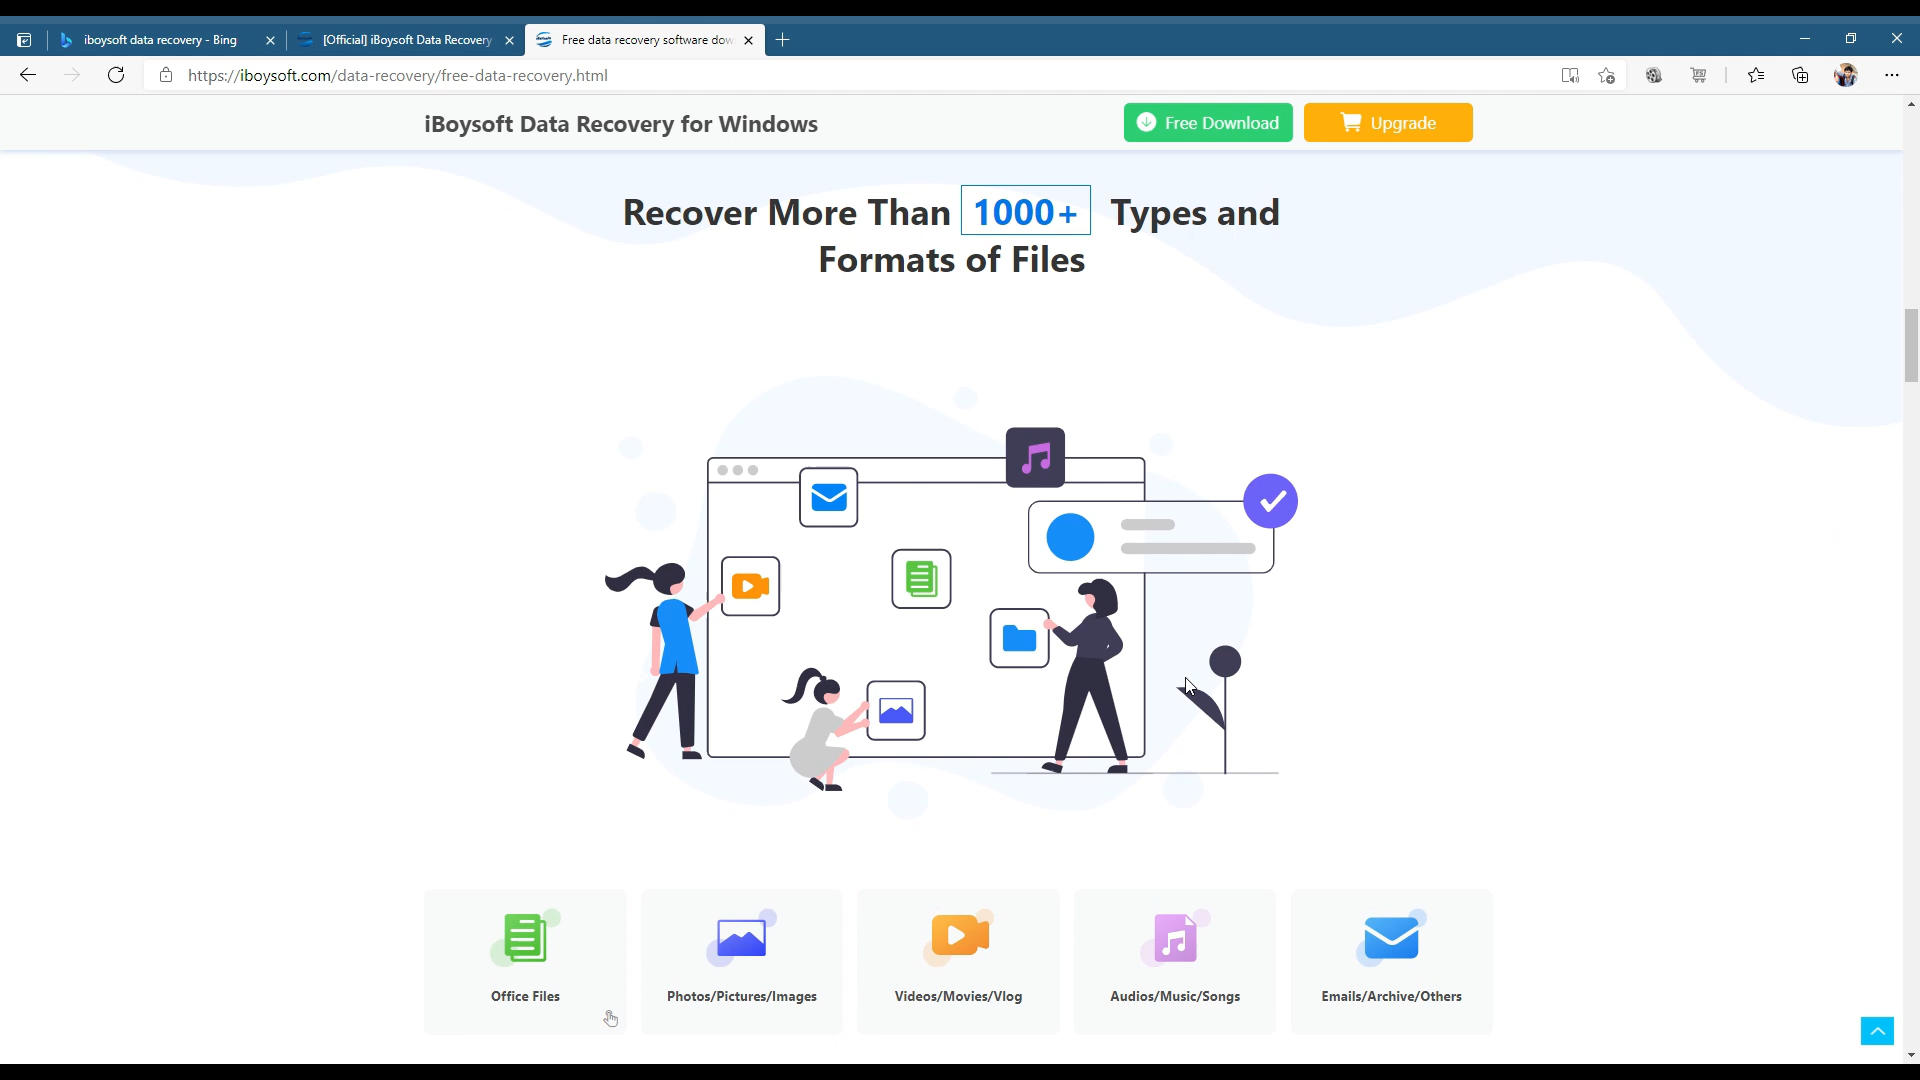 iboysoft data recovery - Bing
[Official] iBoysoft Data Recovery
Free data recovery software dow
https://iboysoft.com/data-recovery/free-data-recovery.html
iBoysoft Data Recovery for Windows
Free Download
Upgrade
Recover More Than 1000+ Types and
Formats of Files
Office Files
Photos/Pictures/Images
Videos/Movies/Vlog
Audios/Music/Songs
Emails/Archive/Others